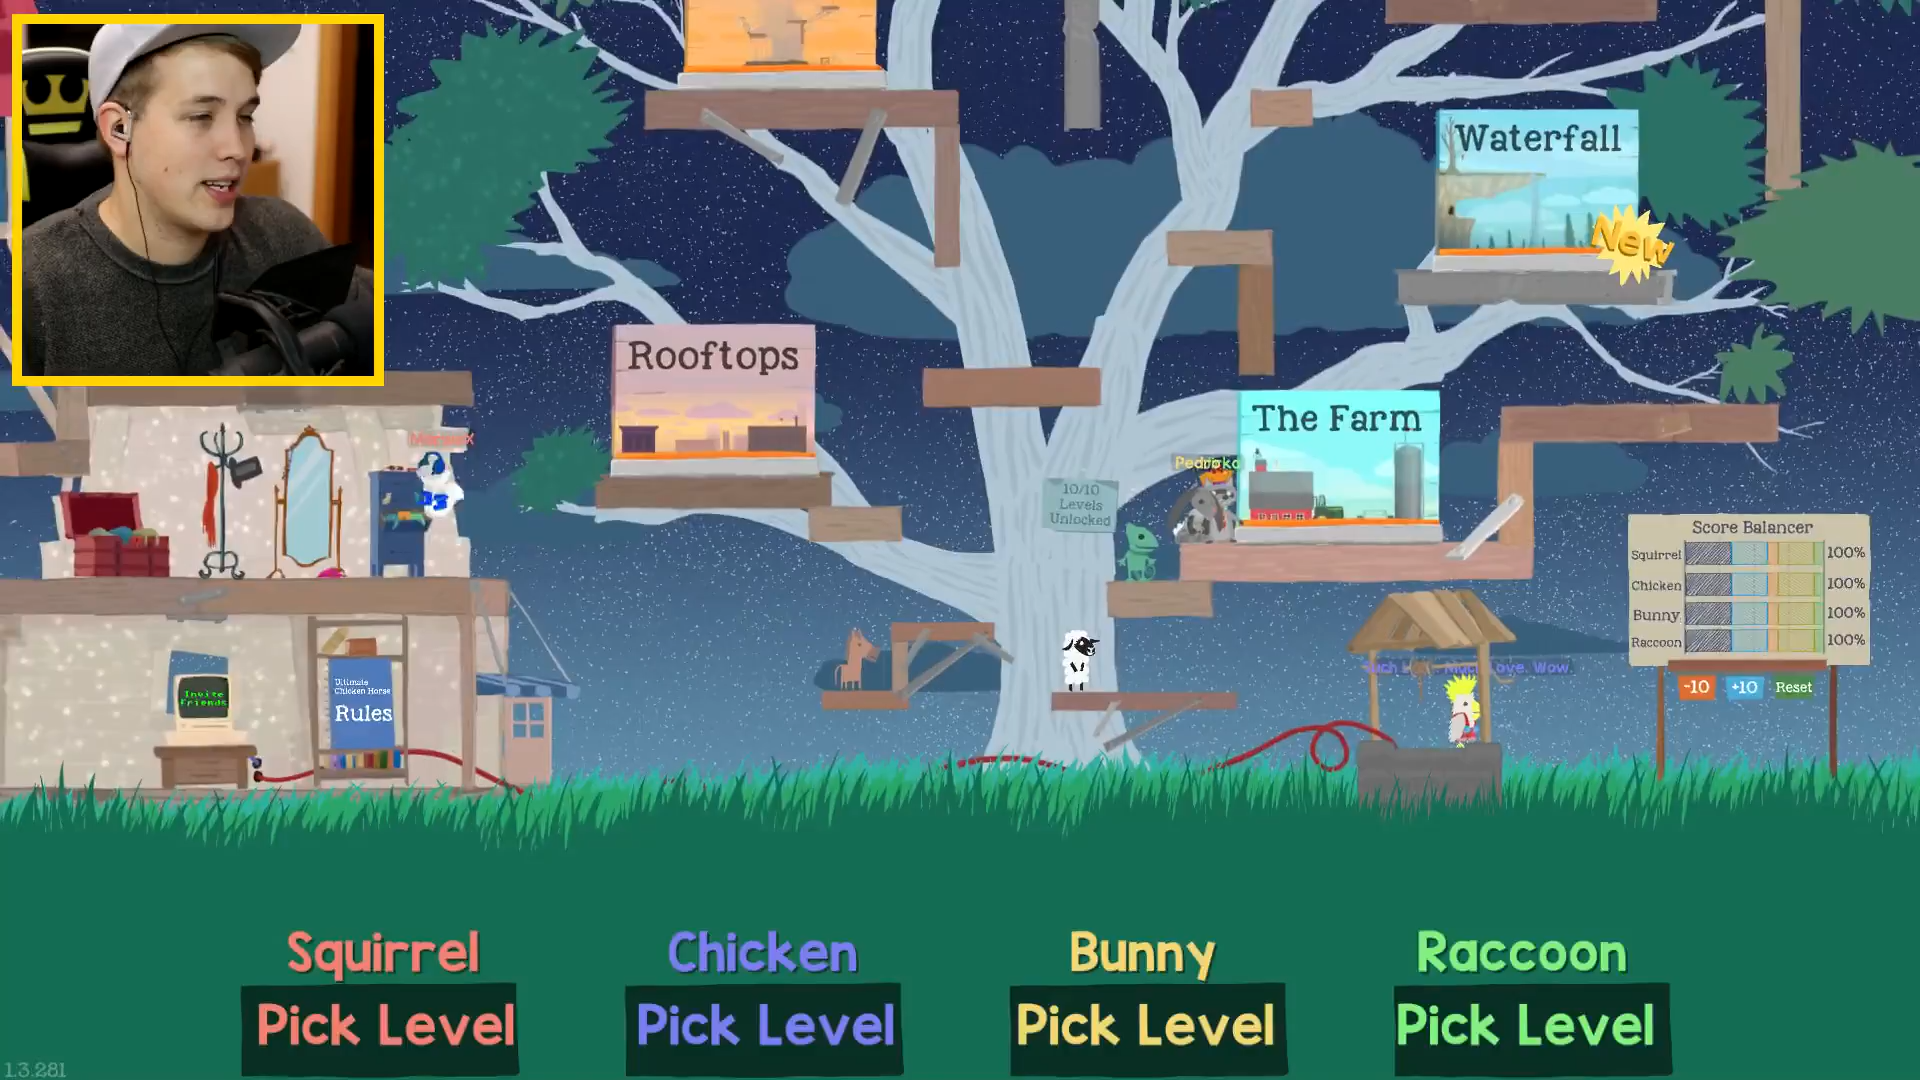 Waterfall
New
Rooftops
The Farm
10/10
Levels
Unlocked
Score Balancer
Squirrel 100%
Chicken 100%
Bunny 100%
Raccoon 100%
-10 +10 Reset
Invite
Friends
Ultimate
Chicken Horse
Rules
Squirrel Chicken Bunny Raccoon
Pick Level Pick Level Pick Level Pick Level
1.3.281